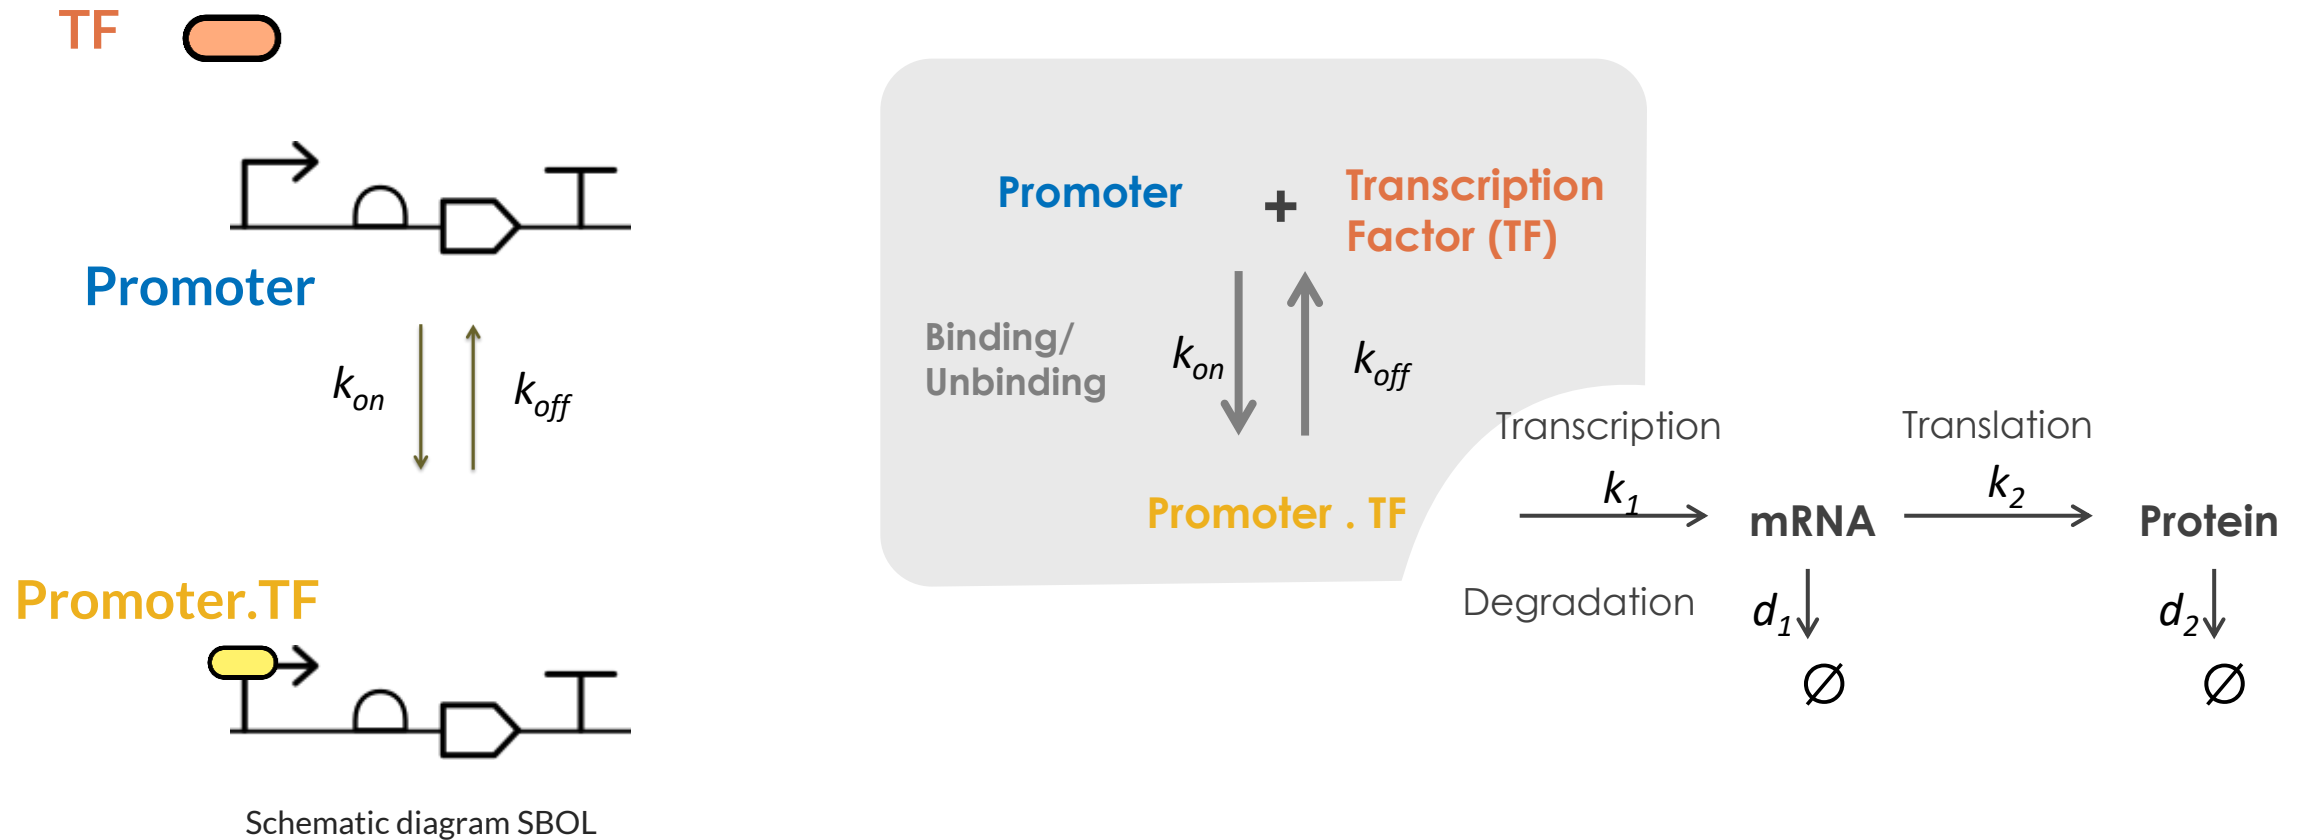 TF
Promoter
k_on
k_off
Promoter.TF
Schematic diagram SBOL
Promoter
+
Transcription
Factor (TF)
Binding/
Unbinding
k_on
k_off
Promoter . TF
Transcription
k_1
mRNA
Translation
k_2
Protein
Degradation
d_1
∅
d_2
∅